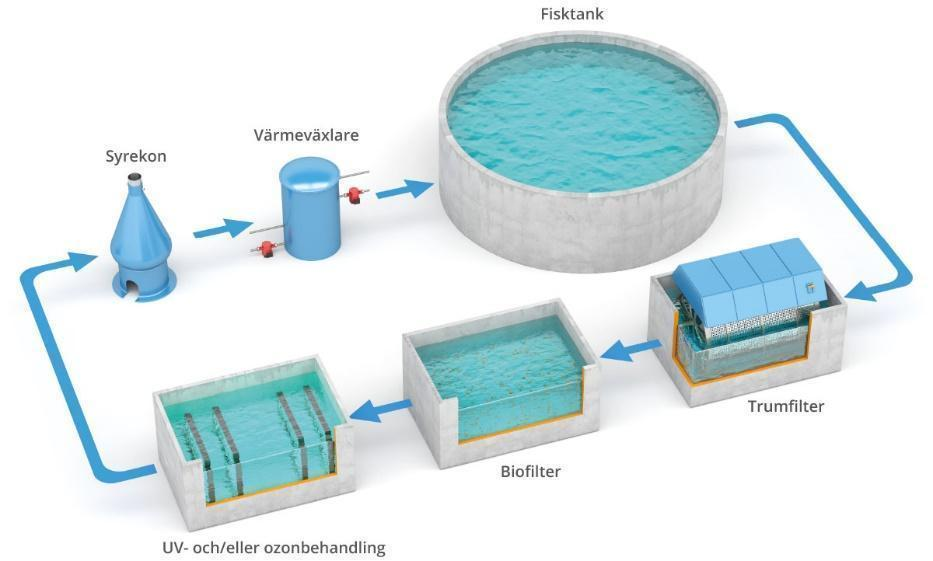 Fisktank
Värmeväxlare
Syrekon
Trumfilter
Biofilter
UV- och/eller ozonbehandling